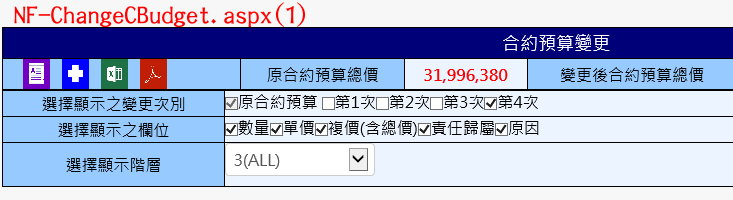 NF-ChangeCBudget.aspx(1)
合約預算變更
原合約預算總價 31,996,380 變更後合約預算總價
選擇顯示之變更次別 原合約預算 第1次 第2次 第3次 第4次
選擇顯示之欄位 數量 單價 複價(含總價) 責任歸屬 原因
選擇顯示階層 3(ALL)